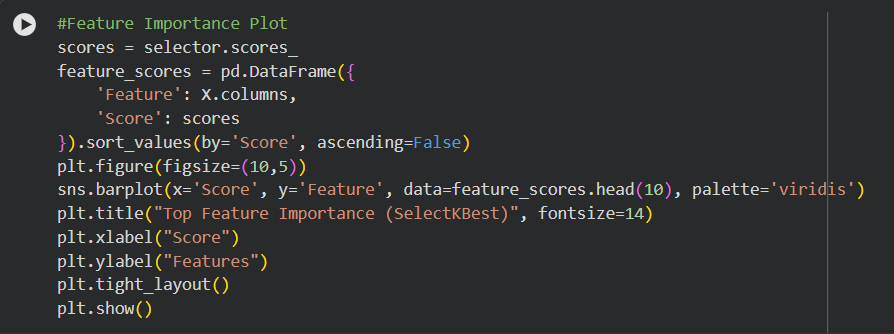 #Feature Importance Plot
scores = selector.scores_
feature_scores = pd.DataFrame({
    'Feature': X.columns,
    'Score': scores
}).sort_values(by='Score', ascending=False)
plt.figure(figsize=(10,5))
sns.barplot(x='Score', y='Feature', data=feature_scores.head(10), palette='viridis')
plt.title("Top Feature Importance (SelectKBest)", fontsize=14)
plt.xlabel("Score")
plt.ylabel("Features")
plt.tight_layout()
plt.show()